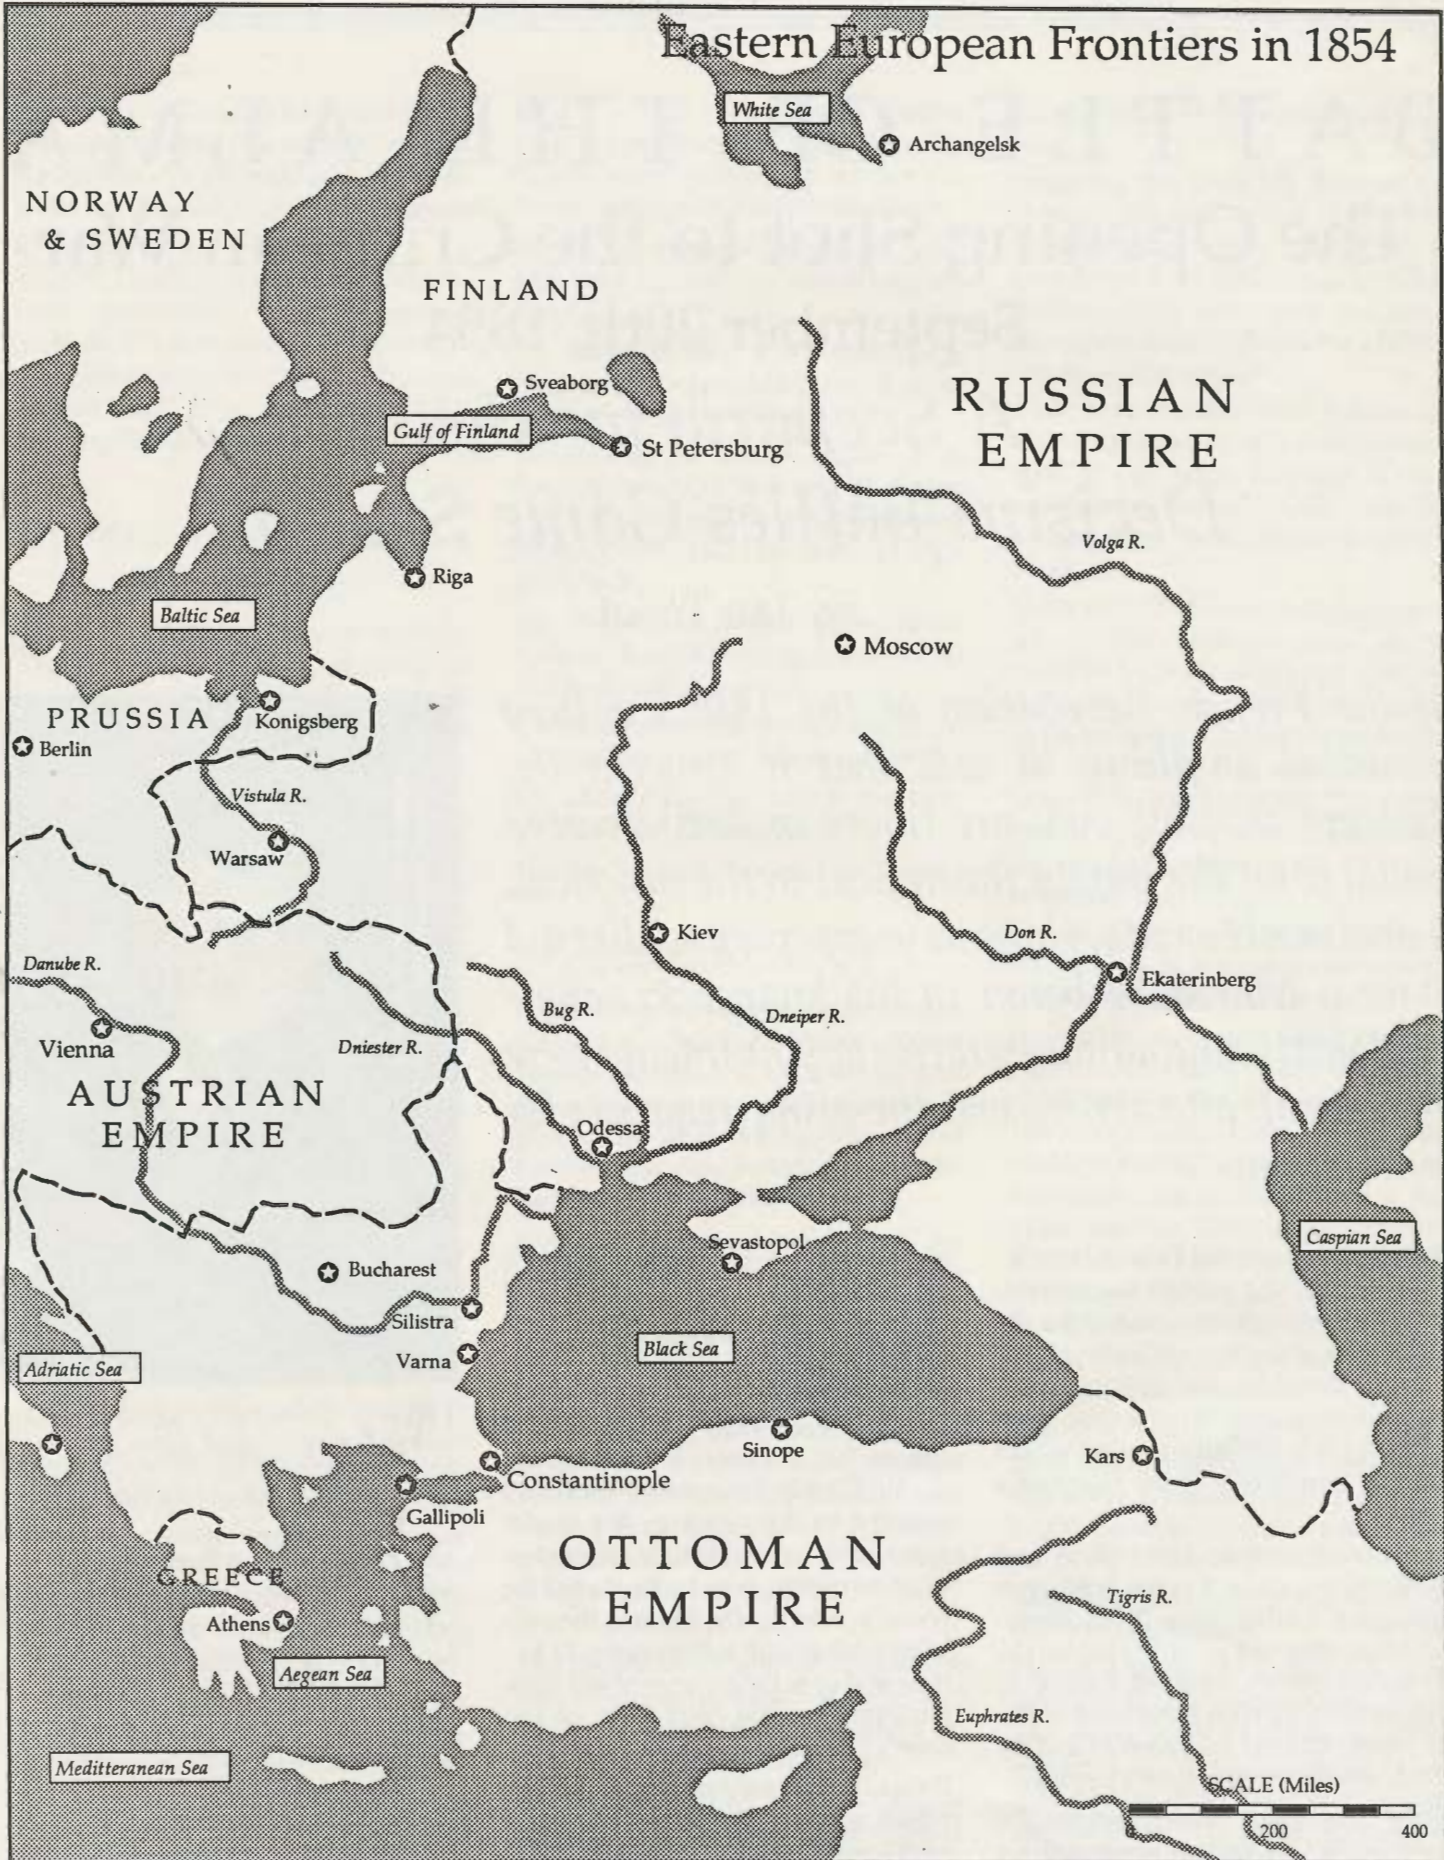 Eastern European Frontiers in 1854
White Sea
Archangelsk
NORWAY
& SWEDEN
FINLAND
Sveaborg
RUSSIAN
EMPIRE
Gulf of Finland
St Petersburg
Volga R.
Riga
Baltic Sea
Moscow
PRUSSIA
Konigsberg
Berlin
Vistula R.
Warsaw
Kiev
Don R.
Danube R.
Ekaterinberg
Bug R.
Dneiper R.
Vienna
Dniester R.
AUSTRIAN
EMPIRE
Odessa
Caspian Sea
Sevastopol
Bucharest
Silistra
Black Sea
Varna
Adriatic Sea
Sinope
Kars
Constantinople
Gallipoli
OTTOMAN
EMPIRE
GREECE
Tigris R.
Athens
Aegean Sea
Euphrates R.
Meditteranean Sea
SCALE (Miles)
0 200 400